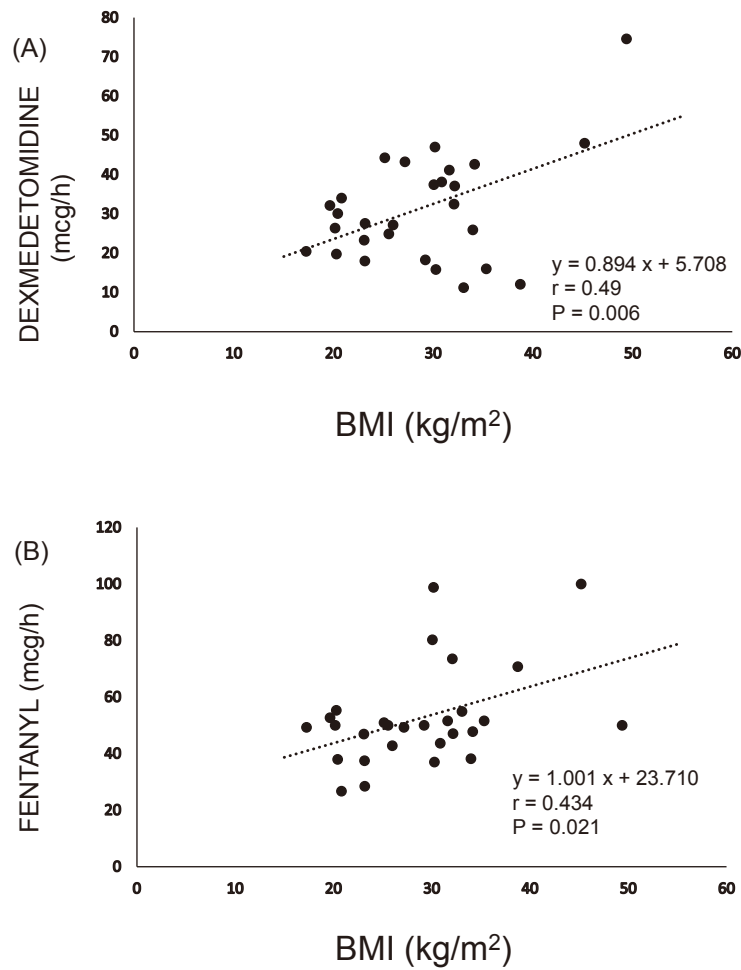 (A)
DEXMEDETOMIDINE
(mcg/h)
80
70
60
50
40
30
20
10
0
y = 0.894 x + 5.708
r = 0.49
P = 0.006
0 10 20 30 40 50 60
BMI (kg/m²)
(B)
FENTANYL (mcg/h)
120
100
80
60
40
20
0
y = 1.001 x + 23.710
r = 0.434
P = 0.021
0 10 20 30 40 50 60
BMI (kg/m²)